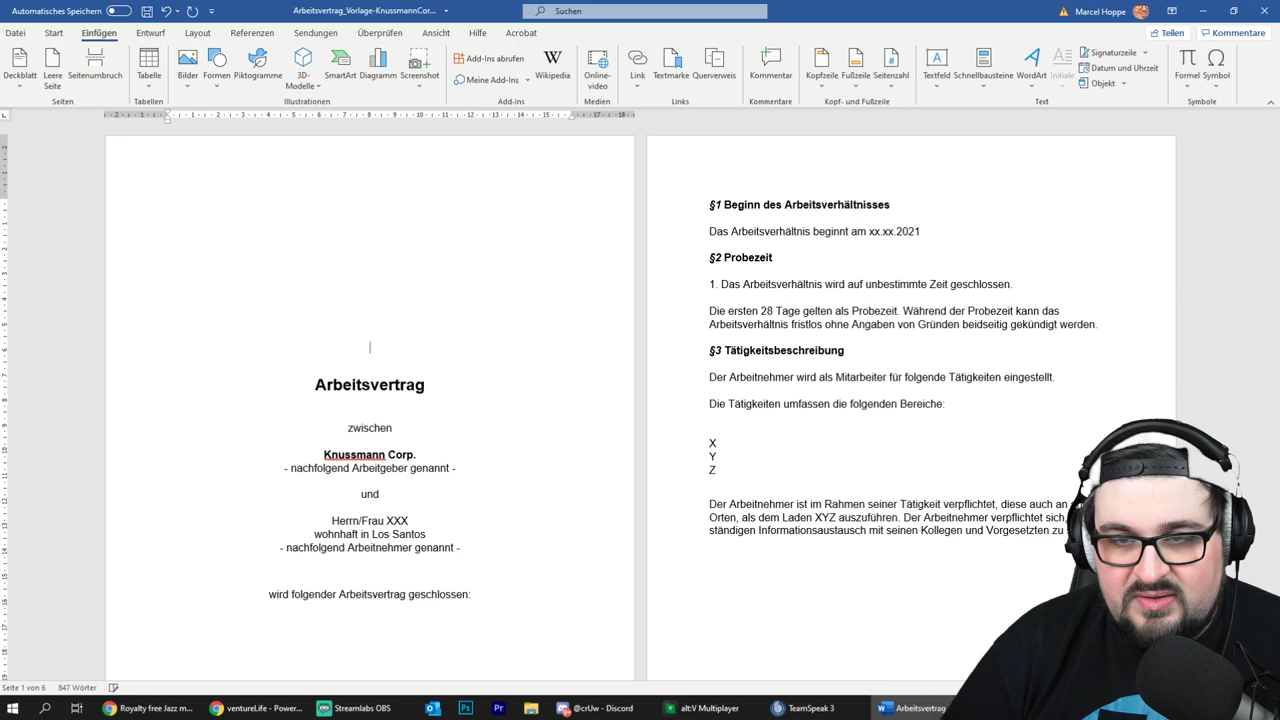 Automatisches Speichern
Arbeitsvertrag_Vorlage-KnussmannCor...
Suchen
Marcel Hoppe
Datei Start Einfügen Entwurf Layout Referenzen Sendungen Überprüfen Ansicht Hilfe Acrobat
Teilen
Kommentare
Deckblatt
Leere Seite
Seitenumbruch
Tabelle
Bilder
Formen
Piktogramme
3D-Modelle
SmartArt
Diagramm
Screenshot
Add-Ins abrufen
Meine Add-Ins
W
Wikipedia
Online-video
Link
Textmarke
Querverweis
Kommentar
Kopfzeile
Fußzeile
Seitenzahl
Textfeld
Schnellbausteine
WordArt
Initiale
Signaturzeile
Datum und Uhrzeit
Objekt
Formel
Symbol
Seiten
Tabellen
Illustrationen
Add-Ins
Medien
Links
Kommentare
Kopf- und Fußzeile
Text
Symbole
Arbeitsvertrag
zwischen
Knussmann Corp.
- nachfolgend Arbeitgeber genannt -
und
Herrn/Frau XXX
wohnhaft in Los Santos
- nachfolgend Arbeitnehmer genannt -
wird folgender Arbeitsvertrag geschlossen:
§1 Beginn des Arbeitsverhältnisses
Das Arbeitsverhältnis beginnt am xx.xx.2021
§2 Probezeit
1. Das Arbeitsverhältnis wird auf unbestimmte Zeit geschlossen.
Die ersten 28 Tage gelten als Probezeit. Während der Probezeit kann das
Arbeitsverhältnis fristlos ohne Angaben von Gründen beidseitig gekündigt werden.
§3 Tätigkeitsbeschreibung
Der Arbeitnehmer wird als Mitarbeiter für folgende Tätigkeiten eingestellt.
Die Tätigkeiten umfassen die folgenden Bereiche:
X
Y
Z
Der Arbeitnehmer ist im Rahmen seiner Tätigkeit verpflichtet, diese auch an
Orten, als dem Laden XYZ auszuführen. Der Arbeitnehmer verpflichtet sich,
ständigen Informationsaustausch mit seinen Kollegen und Vorgesetzten zu
Seite 1 von 6
847 Wörter
Royalty free Jazz m...
ventureLife - Power...
Streamlabs OBS
@crUw - Discord
alt:V Multiplayer
TeamSpeak 3
Arbeitsvertrag